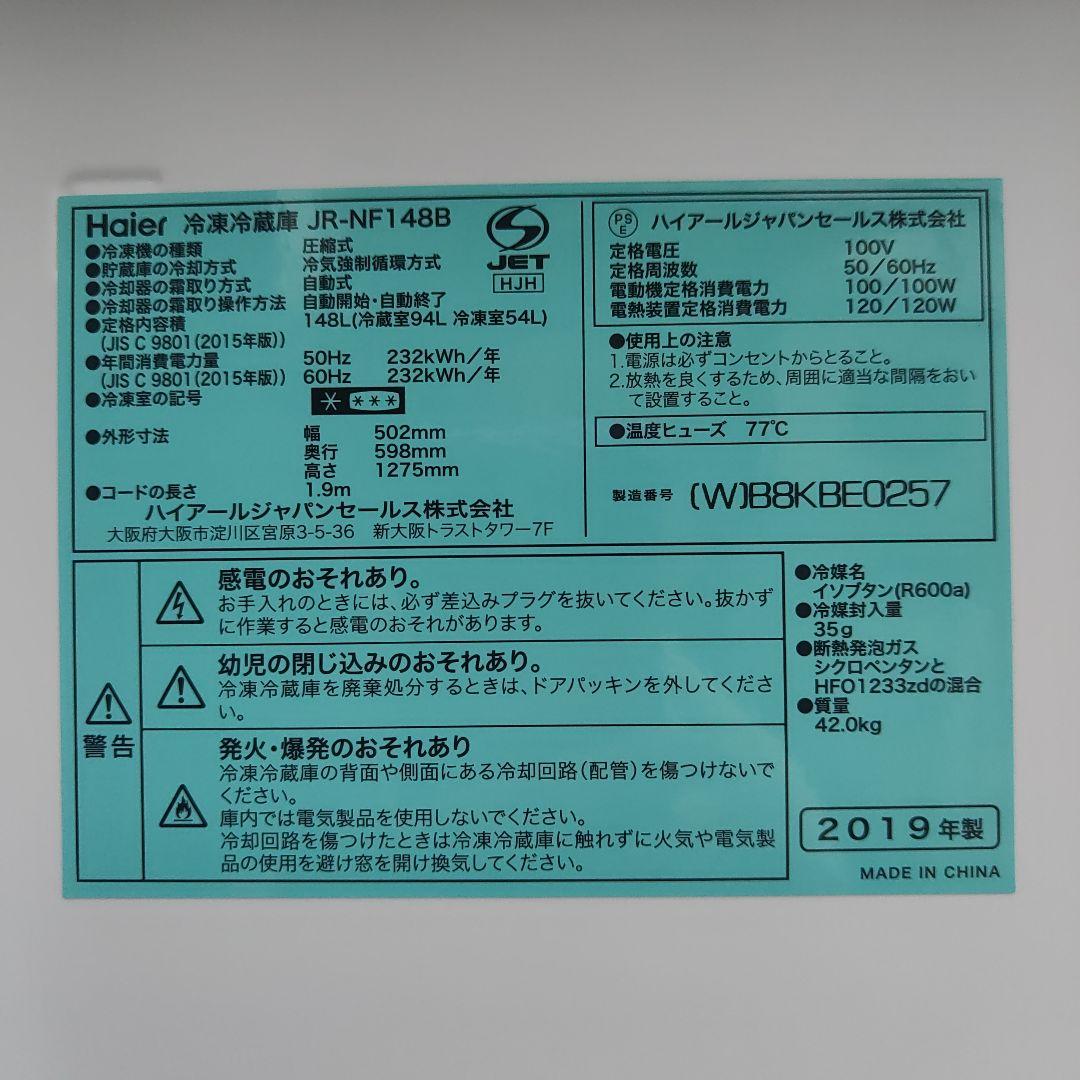 Haier 冷凍冷蔵庫 JR-NF148B
●冷凍機の種類 圧縮式
●貯蔵庫の冷却方式 冷気強制循環方式
●冷却器の霜取り方式 自動式
●冷却器の霜取り操作方法 自動開始・自動終了
●定格内容積 148L(冷蔵室94L 冷凍室54L)
(JIS C 9801(2015年版))
●年間消費電力量 50Hz 232kWh/年
(JIS C 9801(2015年版)) 60Hz 232kWh/年
●冷凍室の記号
●外形寸法 幅 502mm
奥行 598mm
高さ 1275mm
●コードの長さ 1.9m
ハイアールジャパンセールス株式会社
大阪府大阪市淀川区宮原3-5-36 新大阪トラストタワー7F
JET
HJH
PSE ハイアールジャパンセールス株式会社
定格電圧 100V
定格周波数 50/60Hz
電動機定格消費電力 100/100W
電熱装置定格消費電力 120/120W
●使用上の注意
1.電源は必ずコンセントからとること。
2.放熱を良くするため、周囲に適当な間隔をおい
て設置すること。
●温度ヒューズ 77℃
製造番号 (W)B8KBE0257
警告
感電のおそれあり。
お手入れのときには、必ず差込みプラグを抜いてください。抜かず
に作業すると感電のおそれがあります。
幼児の閉じ込みのおそれあり。
冷凍冷蔵庫を廃棄処分するときは、ドアパッキンを外してくださ
い。
発火・爆発のおそれあり
冷凍冷蔵庫の背面や側面にある冷却回路(配管)を傷つけないで
ください。
庫内では電気製品を使用しないでください。
冷却回路を傷つけたときは冷凍冷蔵庫に触れずに火気や電気製
品の使用を避け窓を開け換気してください。
●冷媒名
イソブタン(R600a)
●冷媒封入量
35g
●断熱発泡ガス
シクロペンタンと
HFO1233zdの混合
●質量
42.0kg
2019年製
MADE IN CHINA